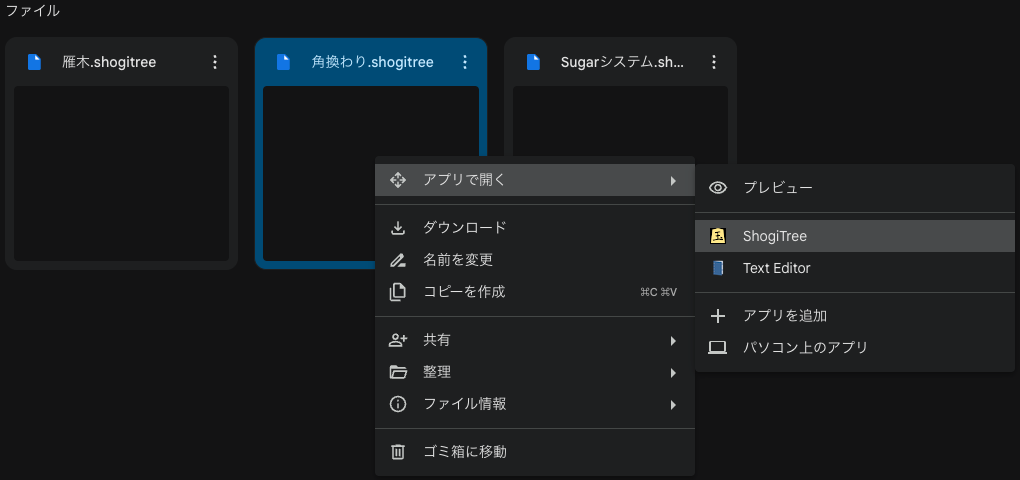 ファイル
雁木.shogitree
角換わり.shogitree
Sugarシステム.sh...
アプリで開く
ダウンロード
名前を変更
コピーを作成 ⌘C ⌘V
共有
整理
ファイル情報
ゴミ箱に移動
プレビュー
玉 ShogiTree
Text Editor
アプリを追加
パソコン上のアプリ